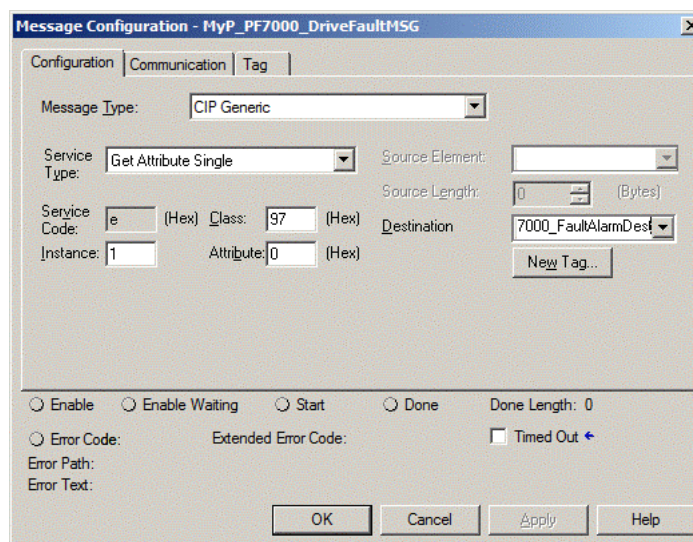 Message Configuration - MyP_PF7000_DriveFaultMSG
Configuration Communication Tag
Message Type: CIP Generic
Service Type: Get Attribute Single
Source Element:
Source Length: 0 (Bytes)
Service Code: e (Hex) Class: 97 (Hex)
Destination 7000_FaultAlarmDest
Instance: 1 Attribute: 0 (Hex)
New Tag...
Enable Enable Waiting Start Done Done Length: 0
Error Code: Extended Error Code: Timed Out
Error Path:
Error Text:
OK Cancel Apply Help